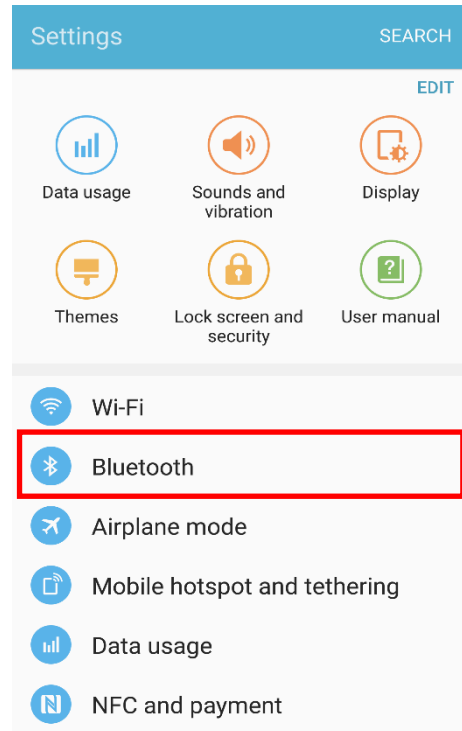 Settings SEARCH
EDIT
Data usage Sounds and Display
vibration
Themes Lock screen and User manual
security
Wi-Fi
Bluetooth
Airplane mode
Mobile hotspot and tethering
Data usage
NFC and payment